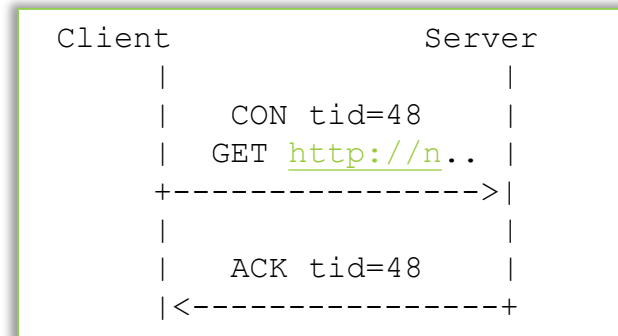 Client Server
| |
| CON tid=48 |
| GET http://n.. |
+---------------->|
| |
| ACK tid=48 |
|<----------------+